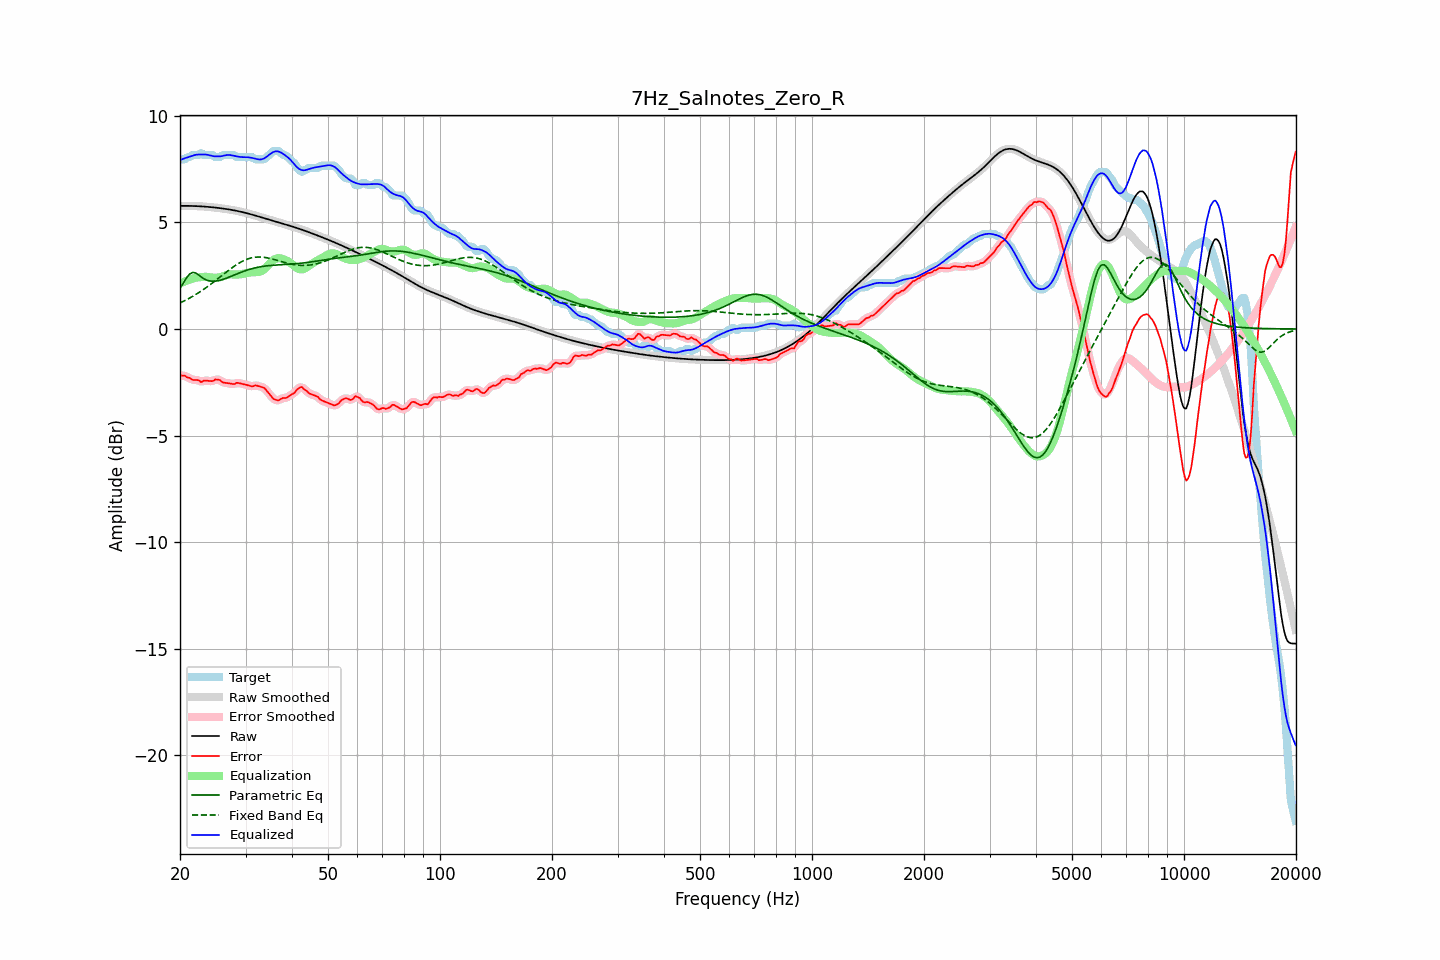 7Hz_Salnotes_Zero_R
Amplitude (dBr)
10
5
0
−5
−10
−15
−20
Target
Raw Smoothed
Error Smoothed
Raw
Error
Equalization
Parametric Eq
Fixed Band Eq
Equalized
20 50 100 200 500 1000 2000 5000 10000 20000
Frequency (Hz)